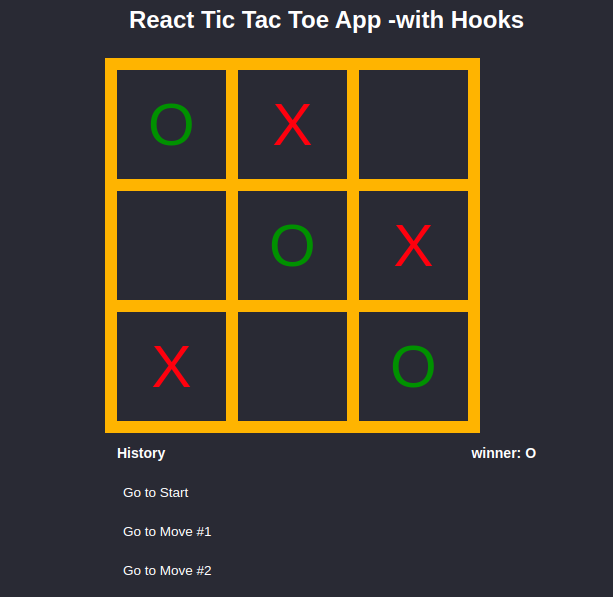 React Tic Tac Toe App -with Hooks
O X
O X
X O
History winner: O
Go to Start
Go to Move #1
Go to Move #2